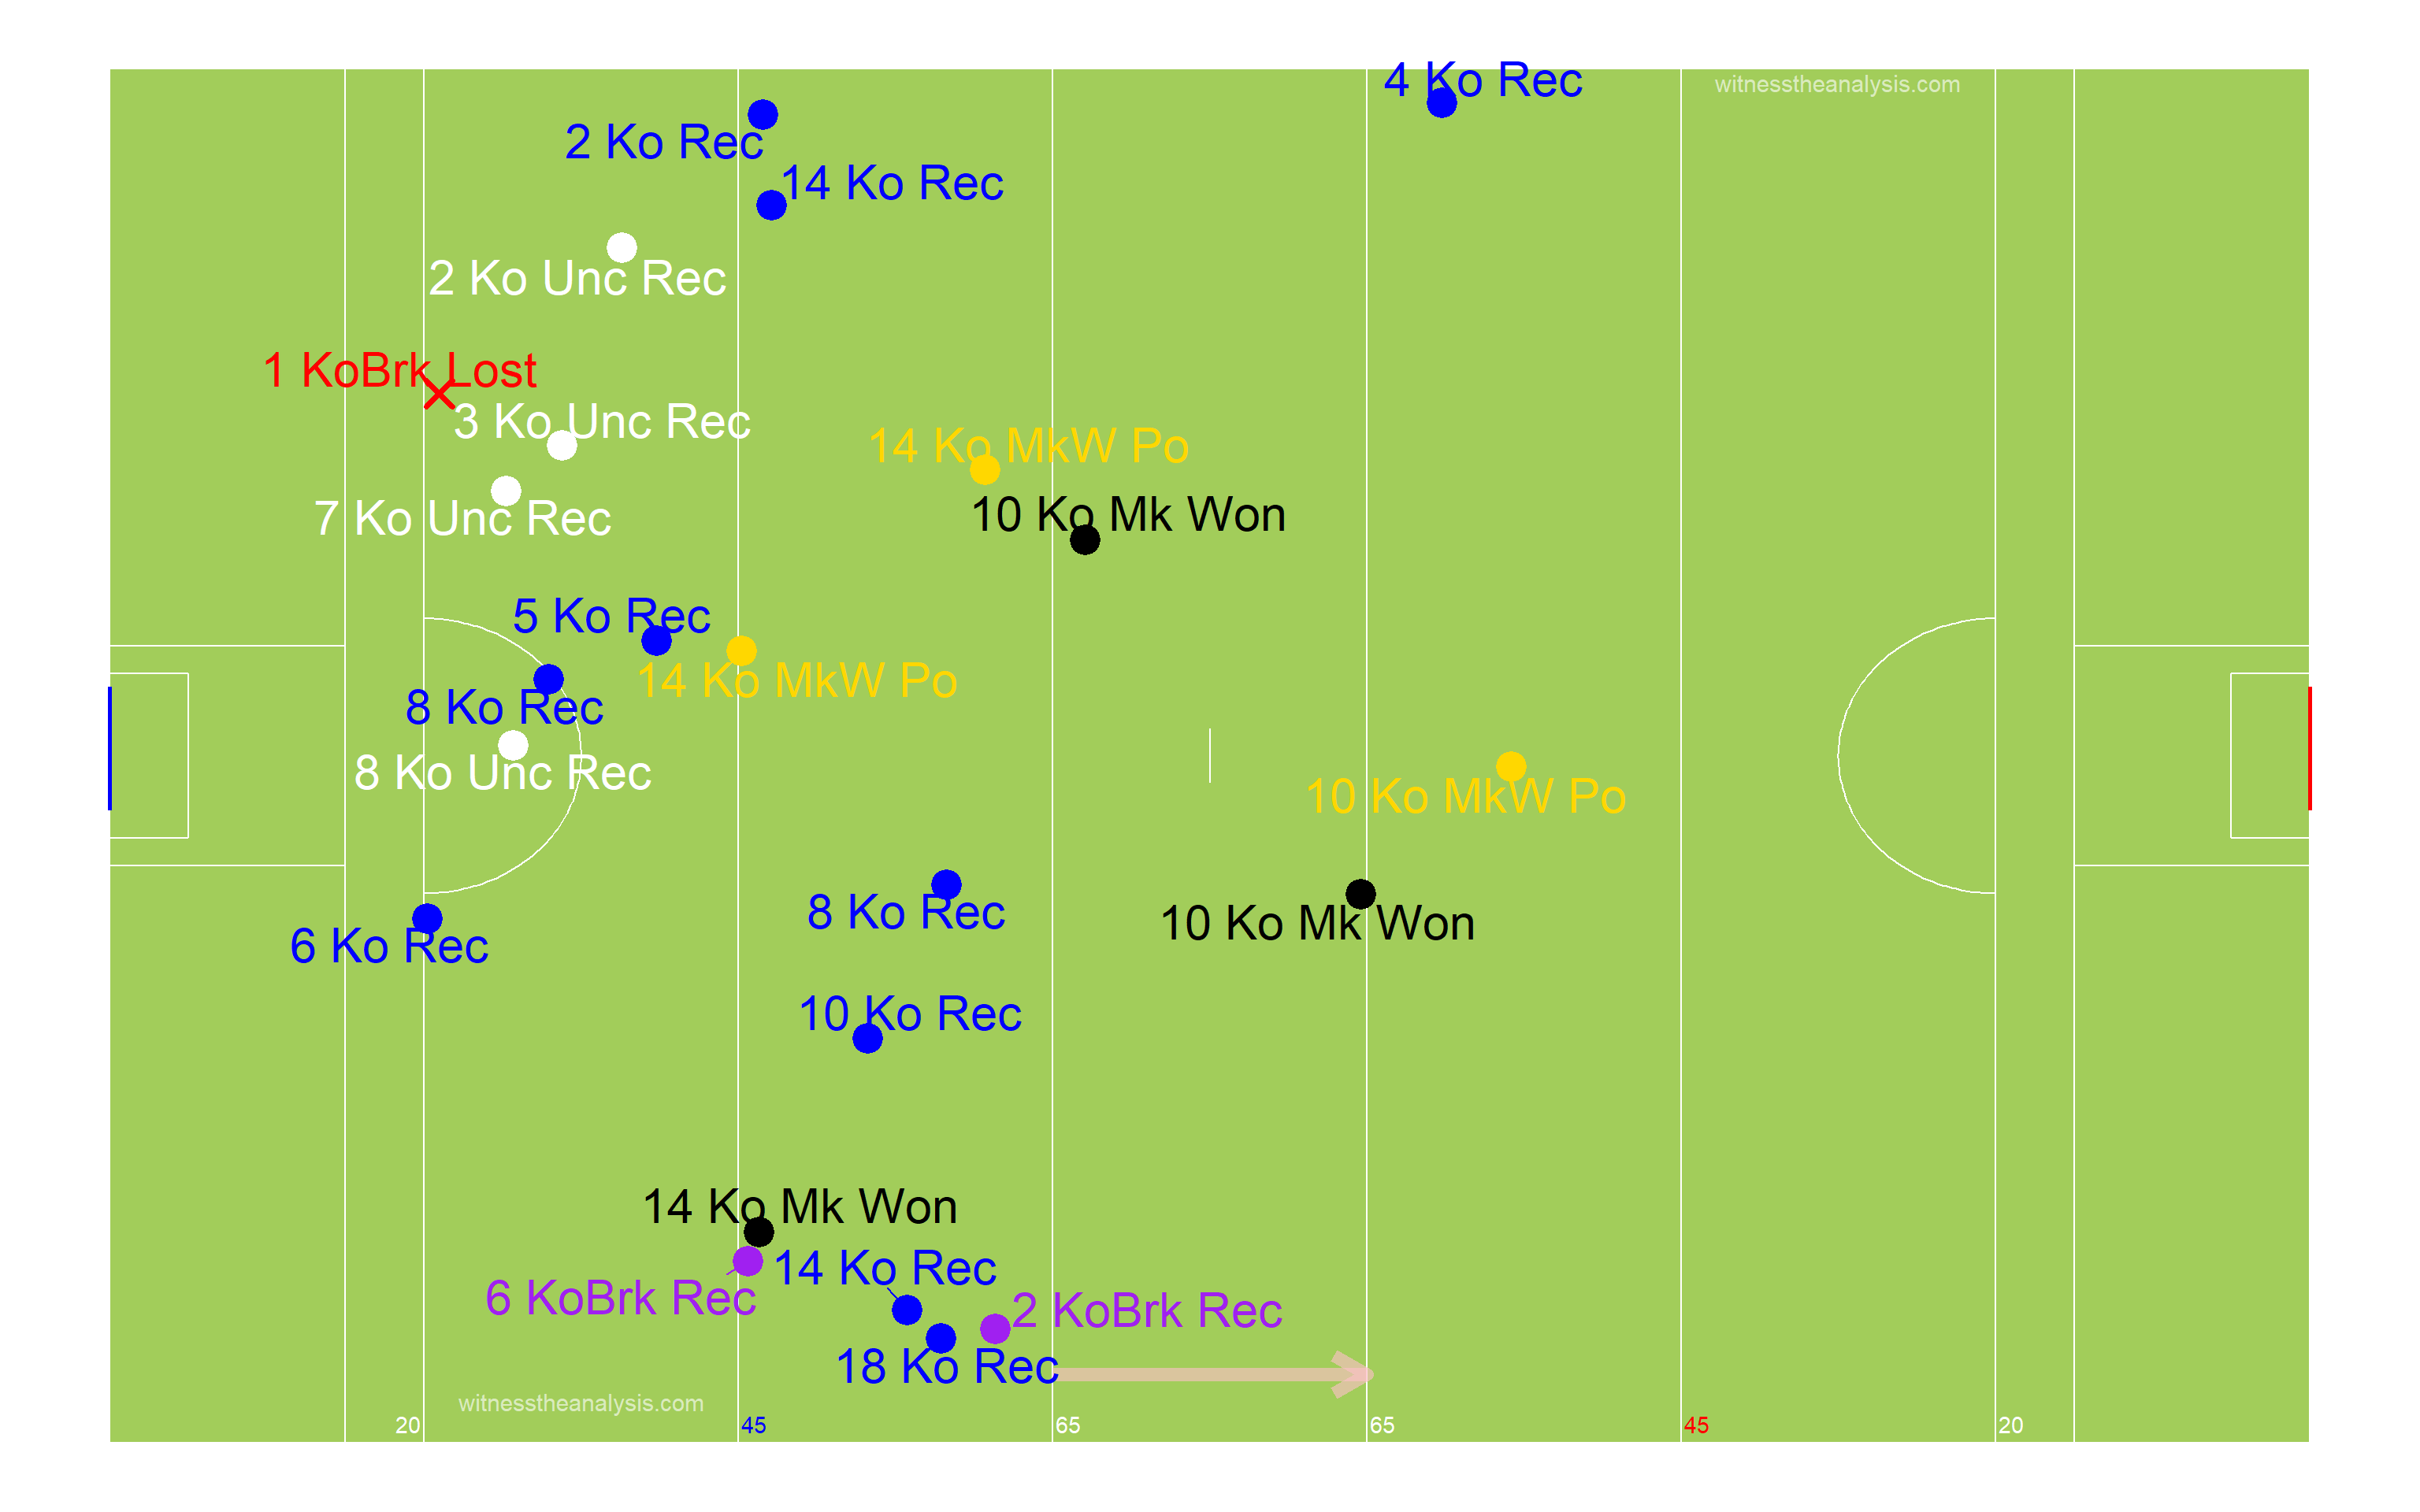 4 Ko Rec
witnesstheanalysis.com
2 Ko Rec
14 Ko Rec
2 Ko Unc Rec
1 KoBrk Lost
3 Ko Unc Rec
14 Ko MkW Po
7 Ko Unc Rec
10 Ko Mk Won
5 Ko Rec
14 Ko MkW Po
8 Ko Rec
8 Ko Unc Rec
10 Ko MkW Po
8 Ko Rec
10 Ko Mk Won
6 Ko Rec
10 Ko Rec
14 Ko Mk Won
14 Ko Rec
6 KoBrk Rec
2 KoBrk Rec
18 Ko Rec
witnesstheanalysis.com
20
45
65
65
45
20